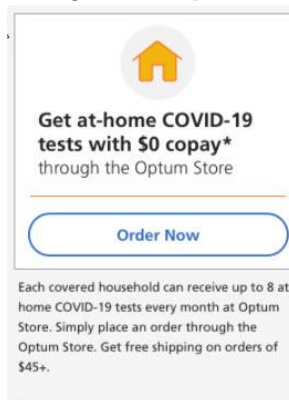 Get at-home COVID-19
tests with $0 copay*
through the Optum Store
Order Now
Each covered household can receive up to 8 at
home COVID-19 tests every month at Optum
Store. Simply place an order through the
Optum Store. Get free shipping on orders of
$45+.